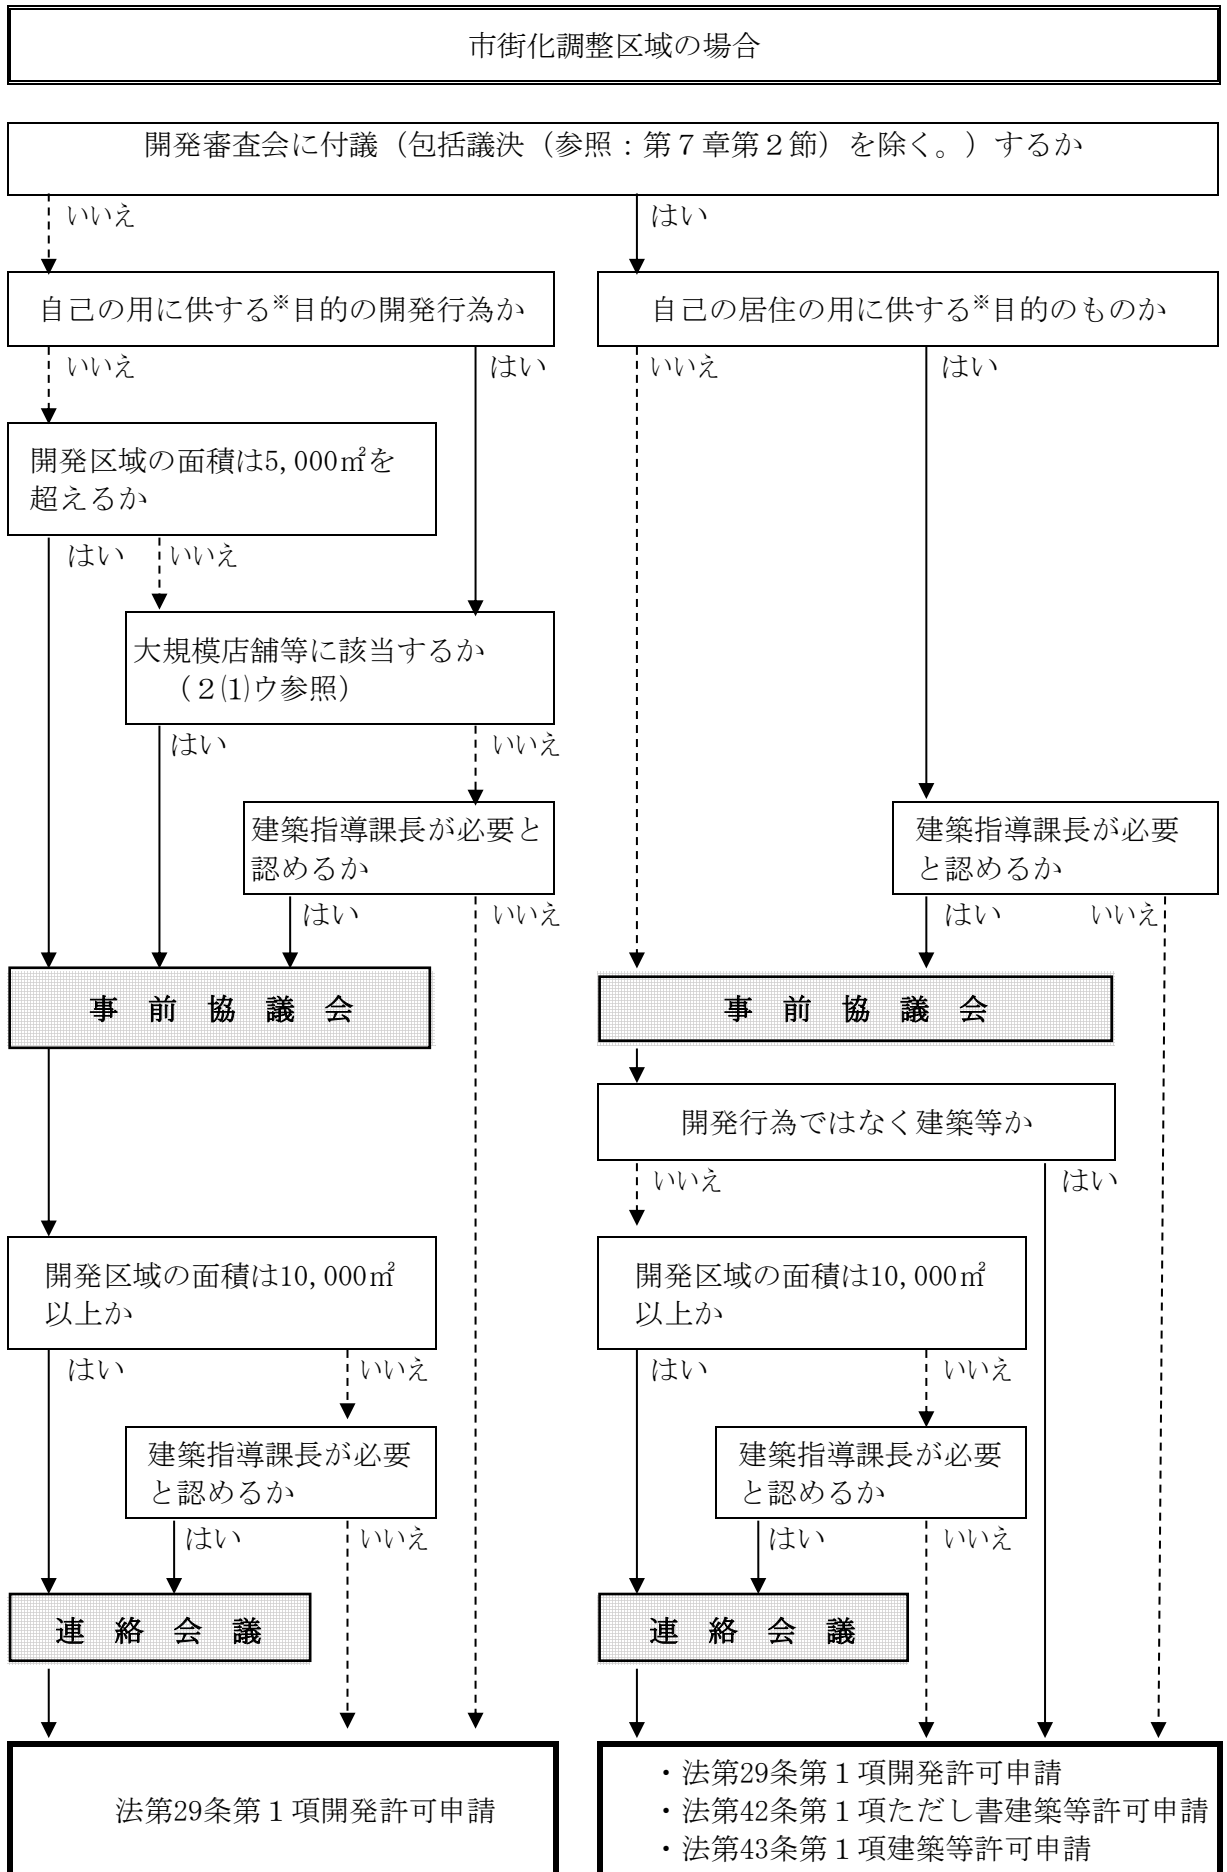 市街化調整区域の場合
開発審査会に付議（包括議決（参照：第７章第２節）を除く。）するか
いいえ
はい
自己の用に供する※目的の開発行為か
自己の居住の用に供する※目的のものか
いいえ
はい
いいえ
はい
開発区域の面積は5,000㎡を
超えるか
はい
いいえ
大規模店舗等に該当するか
（２⑴ウ参照）
はい
いいえ
建築指導課長が必要と
認めるか
建築指導課長が必要
と認めるか
はい
いいえ
はい
いいえ
事　前　協　議　会
事　前　協　議　会
開発行為ではなく建築等か
いいえ
はい
開発区域の面積は10,000㎡
以上か
開発区域の面積は10,000㎡
以上か
はい
いいえ
はい
いいえ
建築指導課長が必要
と認めるか
建築指導課長が必要
と認めるか
はい
いいえ
はい
いいえ
連　絡　会　議
連　絡　会　議
法第29条第１項開発許可申請
・法第29条第１項開発許可申請
・法第42条第１項ただし書建築等許可申請
・法第43条第１項建築等許可申請